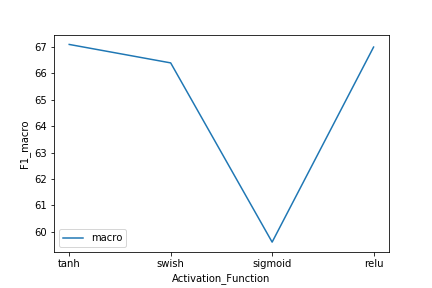 67
66
65
64
63
62
61
60
F1_macro
macro
tanh swish sigmoid relu
Activation_Function